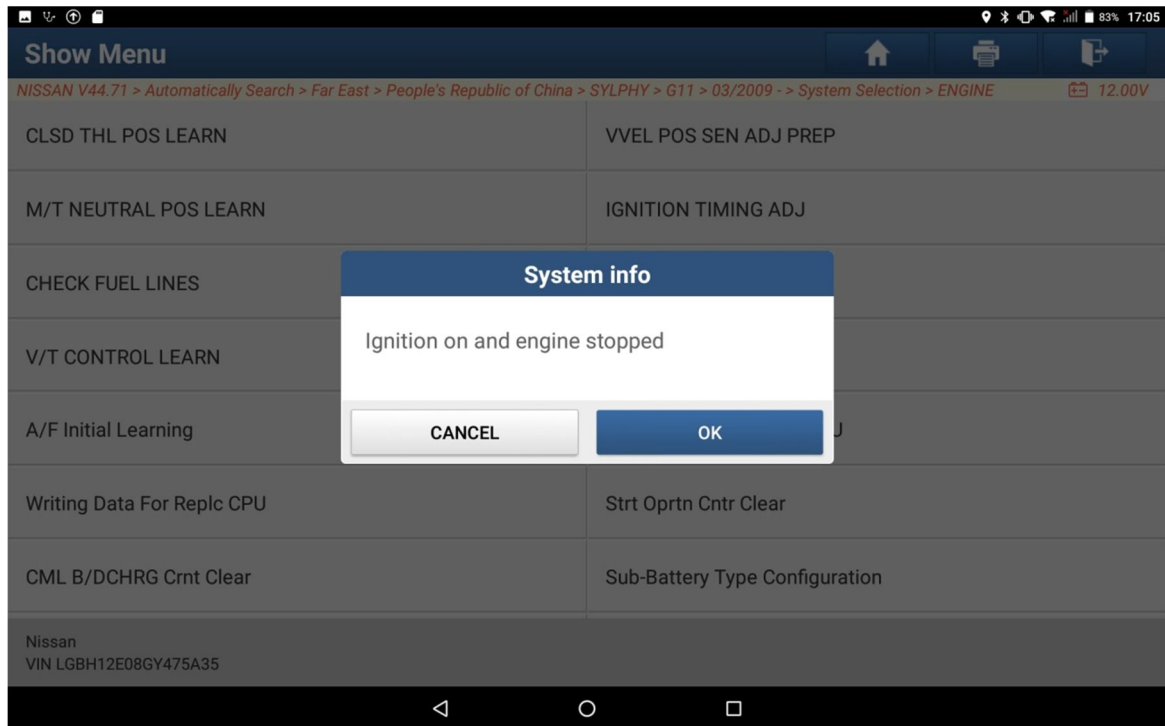 83% 17:05
Show Menu
NISSAN V44.71 > Automatically Search > Far East > People's Republic of China > SYLPHY > G11 > 03/2009 - > System Selection > ENGINE 12.00V
CLSD THL POS LEARN
VVEL POS SEN ADJ PREP
M/T NEUTRAL POS LEARN
IGNITION TIMING ADJ
CHECK FUEL LINES
System info
Ignition on and engine stopped
V/T CONTROL LEARN
A/F Initial Learning
CANCEL
OK
Writing Data For Replc CPU
Strt Oprtn Cntr Clear
CML B/DCHRG Crnt Clear
Sub-Battery Type Configuration
Nissan
VIN LGBH12E08GY475A35